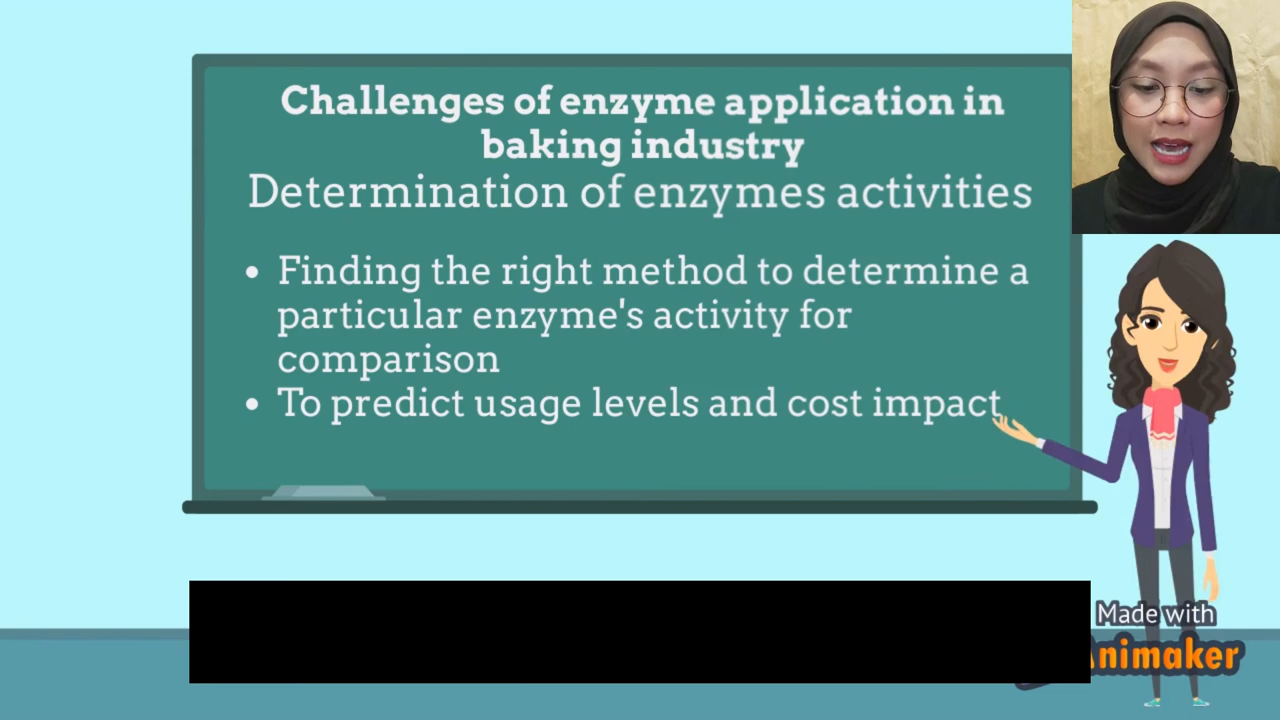 Challenges of enzyme application in
baking industry
Determination of enzymes activities
• Finding the right method to determine a
particular enzyme's activity for
comparison
• To predict usage levels and cost impact
Made with
Animaker